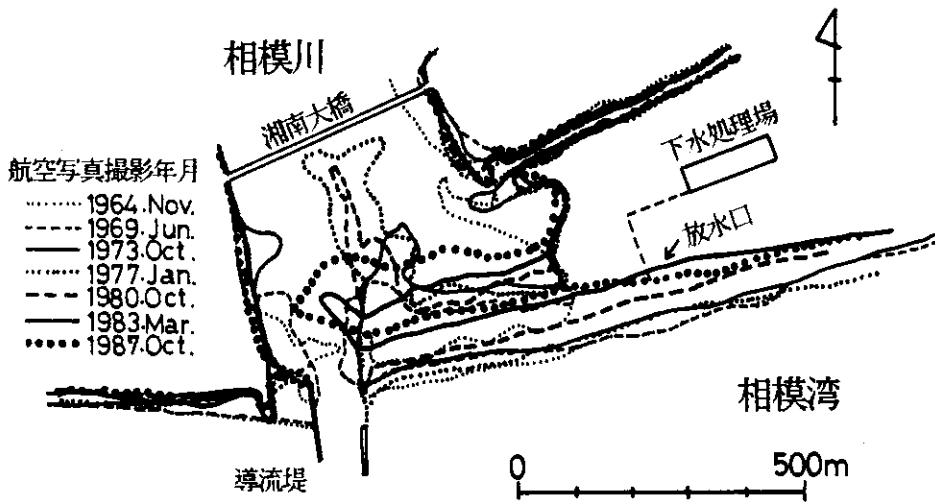 相模川
湘南大橋
下水処理場
放水口
航空写真撮影年月
1964.Nov.
1969.Jun.
1973.Oct.
1977.Jan.
1980.Oct.
1983.Mar.
1987.Oct.
相模湾
導流堤
0 500m